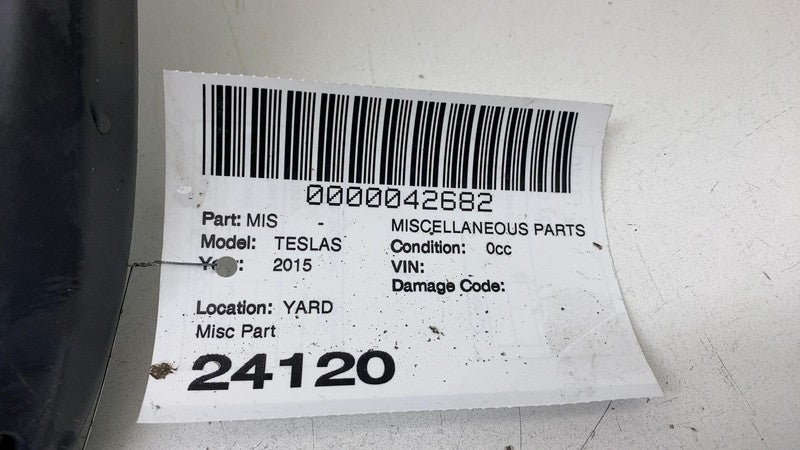 0000042682
Part: MIS - MISCELLANEOUS PARTS
Model: TESLAS Condition: 0cc
2015 VIN:
Damage Code:
Location: YARD
Misc Part
24120